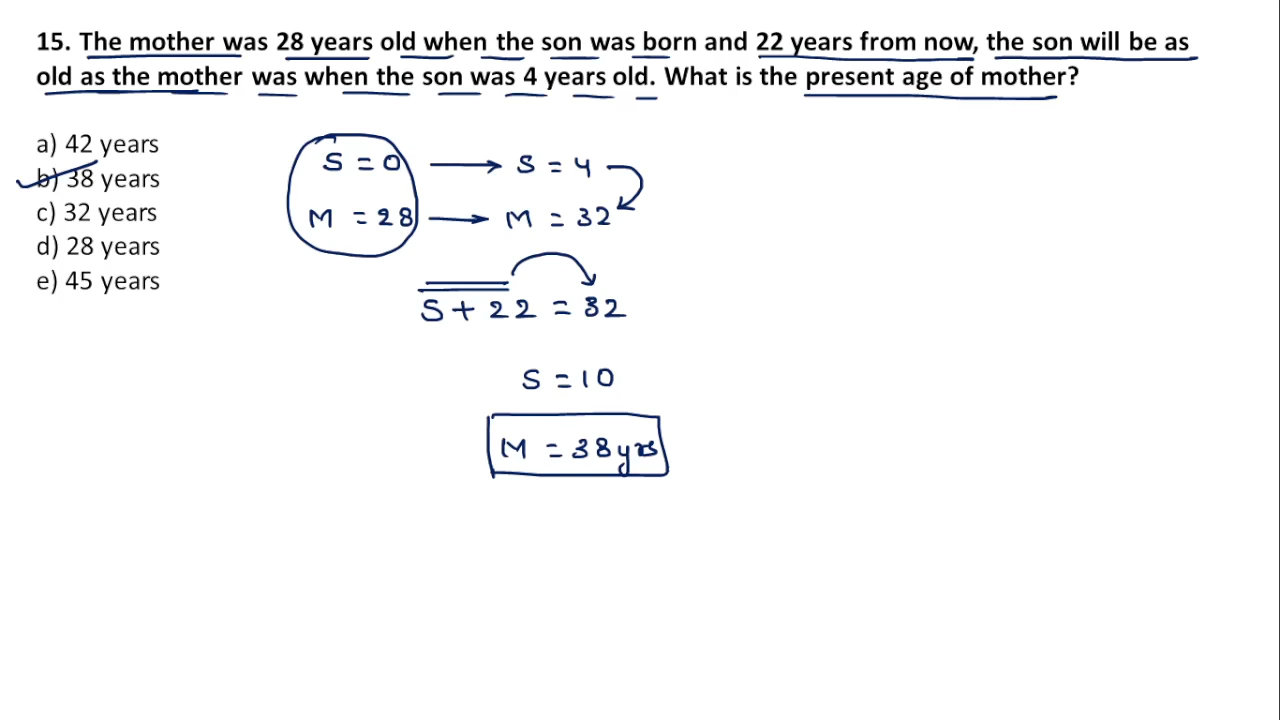 15. The mother was 28 years old when the son was born and 22 years from now, the son will be as
old as the mother was when the son was 4 years old. What is the present age of mother?
a) 42 years
b) 38 years
c) 32 years
d) 28 years
e) 45 years
S = 0 → S = 4
M = 28 → M = 32
S + 22 = 32
S = 10
M = 38 yrs